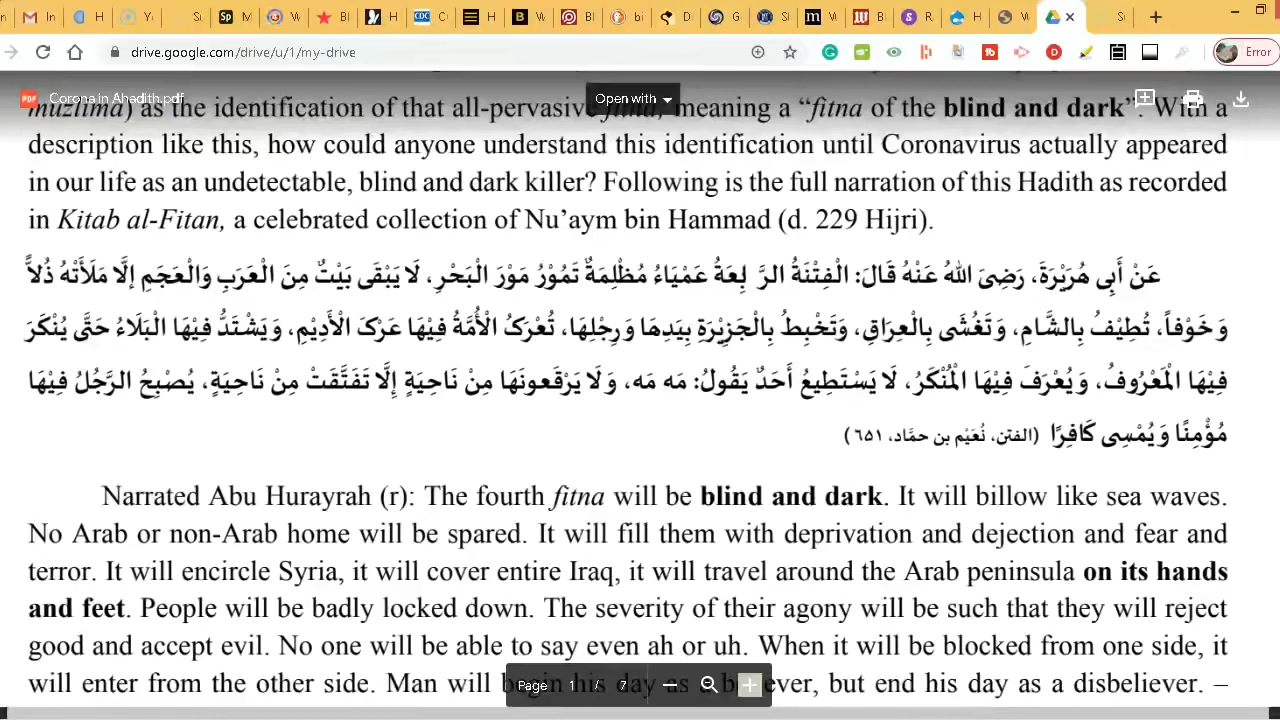 drive.google.com/drive/u/1/my-drive
Error
Corona in Ahadith.pdf
Open with
muzlima) as the identification of that all-pervasive fitna, meaning a “fitna of the blind and dark”. With a
description like this, how could anyone understand this identification until Coronavirus actually appeared
in our life as an undetectable, blind and dark killer? Following is the full narration of this Hadith as recorded
in Kitab al-Fitan, a celebrated collection of Nu’aym bin Hammad (d. 229 Hijri).
عَنْ أَبِى هُرَيْرَةَ، رَضِىَ اللهُ عَنْهُ قَالَ: الْفِتْنَةُ الرَّ بِعَةُ عَمْيَاءُ مُظْلِمَةٌ تَمُوْرُ مَوْرَ الْبَحْرِ، لَا يَبْقَى بَيْتٌ مِنَ الْعَرَبِ وَالْعَجَمِ إلَّا مَلَأَتْهُ ذُلاًّ
وَخَوْفاً، تُطِيْفُ بِالشَّامِ، وَتَغْشَى بِالْعِرَاقِ، وَتَخْبِطُ بِالْجَزِيْرَةِ بِيَدِهَا وَرِجْلِهَا، تُعْرَكُ الْأُمَّةُ فِيْهَا عَرْكَ الْأَدِيْمِ، وَيَشْتَدُّ فِيْهَا الْبَلَاءُ حَتَّى يُنْكَرَ
فِيْهَا الْمَعْرُوفُ، وَيُعْرَفَ فِيْهَا الْمُنْكَرُ، لَا يَسْتَطِيعُ أَحَدٌ يَقُولُ: مَه مَه، وَلَا يَرْقَعُونَهَا مِنْ نَاحِيَةٍ إِلَّا تَفَتَّقَتْ مِنْ نَاحِيَةٍ، يُصْبِحُ الرَّجُلُ فِيْهَا
مُؤْمِنًا وَيُمْسِى كَافِرًا (الفتن، نُعَيْم بن حمَّاد، ٦٥١)
Narrated Abu Hurayrah (r): The fourth fitna will be blind and dark. It will billow like sea waves.
No Arab or non-Arab home will be spared. It will fill them with deprivation and dejection and fear and
terror. It will encircle Syria, it will cover entire Iraq, it will travel around the Arab peninsula on its hands
and feet. People will be badly locked down. The severity of their agony will be such that they will reject
good and accept evil. No one will be able to say even ah or uh. When it will be blocked from one side, it
will enter from the other side. Man will begin his day as a believer, but end his day as a disbeliever. –
Page 1 / 7